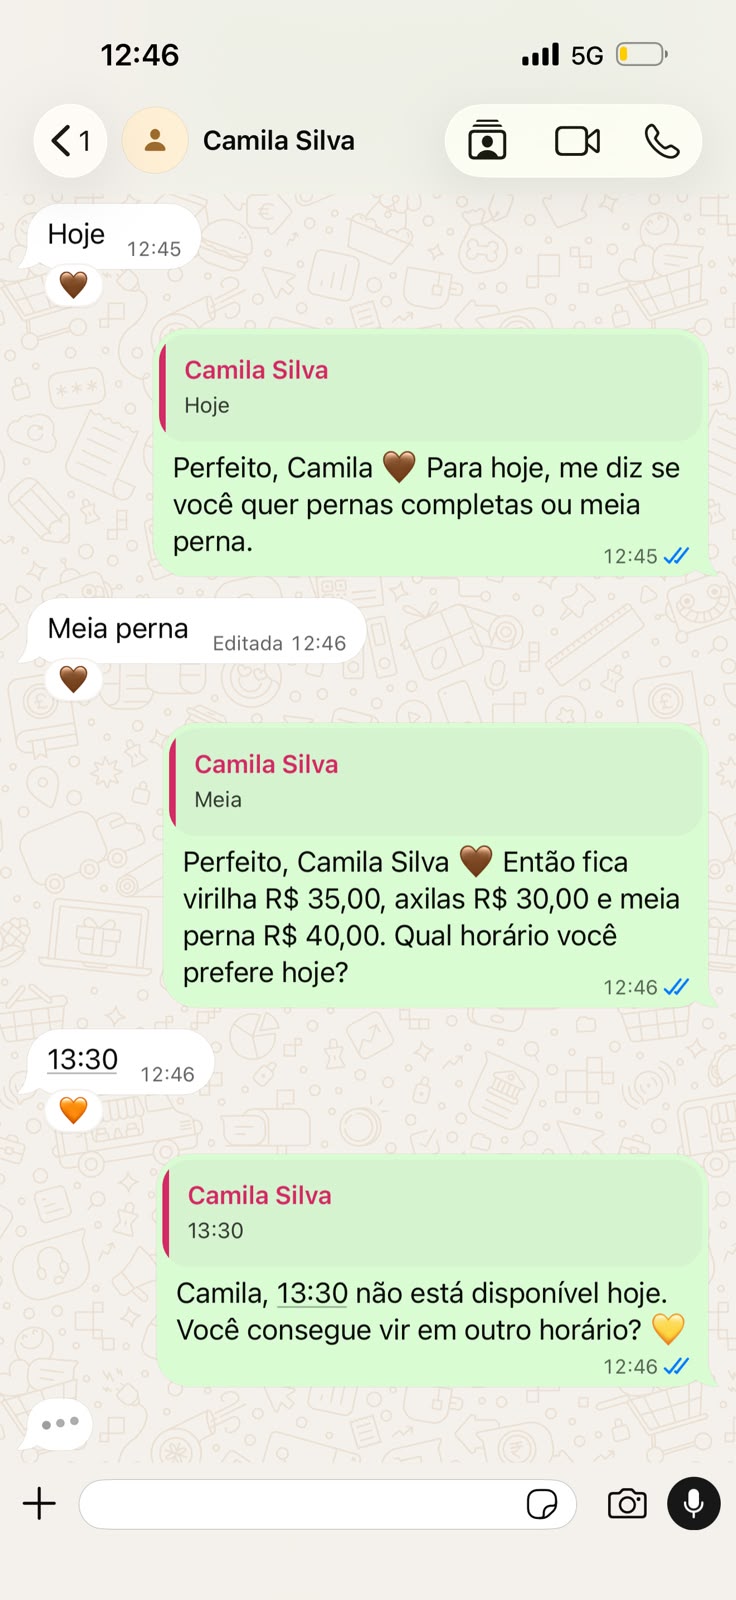 12:46
5G
1
Camila Silva
Hoje 12:45
🤎
Camila Silva
Hoje
Perfeito, Camila 🤎 Para hoje, me diz se
você quer pernas completas ou meia
perna.
12:45
Meia perna Editada 12:46
🤎
Camila Silva
Meia
Perfeito, Camila Silva 🤎 Então fica
virilha R$ 35,00, axilas R$ 30,00 e meia
perna R$ 40,00. Qual horário você
prefere hoje?
12:46
13:30 12:46
🧡
Camila Silva
13:30
Camila, 13:30 não está disponível hoje.
Você consegue vir em outro horário? 💛
12:46